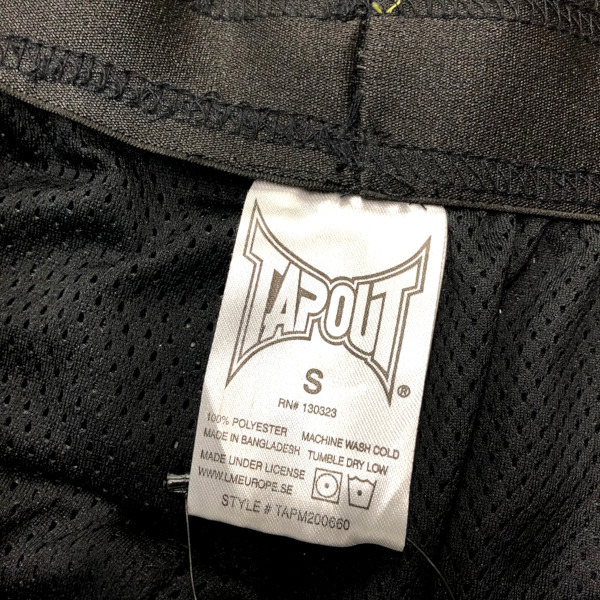 TAPOUT
®
S
RN# 130323
100% POLYESTER MACHINE WASH COLD
MADE IN BANGLADESH TUMBLE DRY LOW
MADE UNDER LICENSE
WWW.LMEUROPE.SE
STYLE # TAPM200660